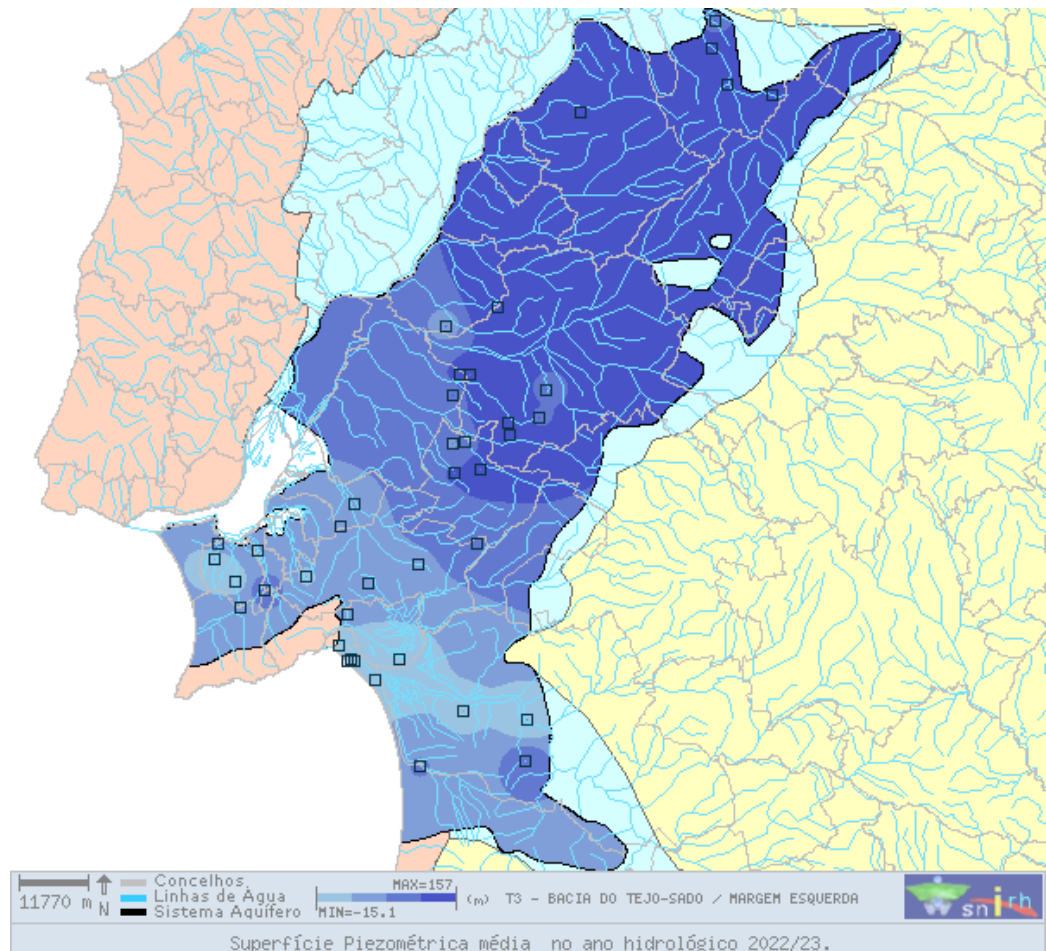 Concelhos
Linhas de Água
Sistema Aquífero
11770 m
N
MAX=157
MIN=-15.1
(m)
T3 - BACIA DO TEJO-SADO / MARGEM ESQUERDA
snirh
Superfície Piezométrica média no ano hidrológico 2022/23.